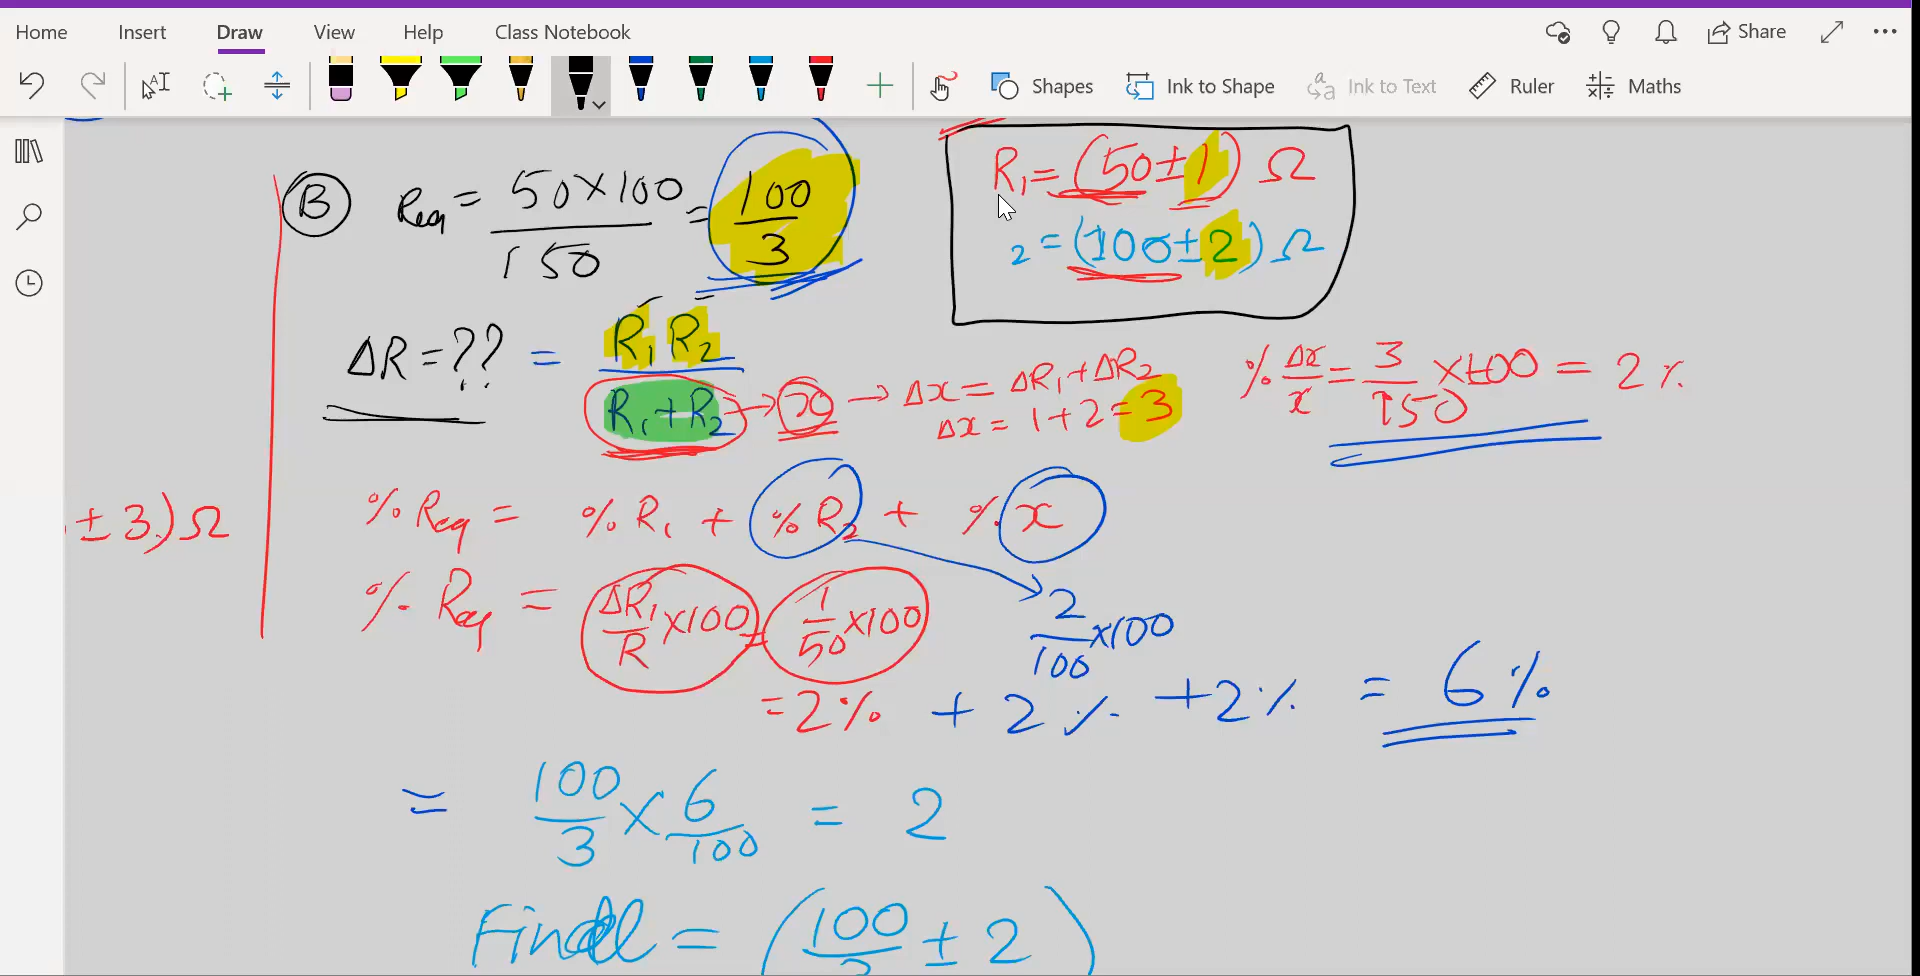 Home Insert Draw View Help Class Notebook Share
Shapes Ink to Shape Ink to Text Ruler Maths
B Req = 50×100 / 150 = 100/3
R1 = (50±1) Ω
2 = (100±2) Ω
ΔR = ?? = R1 R2 / R1+R2 → x → Δx = ΔR1+ΔR2
Δx = 1+2 = 3
% Δx/x = 3/150 ×100 = 2%
± 3) Ω
% Req = % R1 + % R2 + % x
% Req = ΔR1/R ×100 = 1/50 ×100
2/100 ×100
= 2% + 2% + 2% = 6%
= 100/3 × 6/100 = 2
Final = (100/3 ± 2)